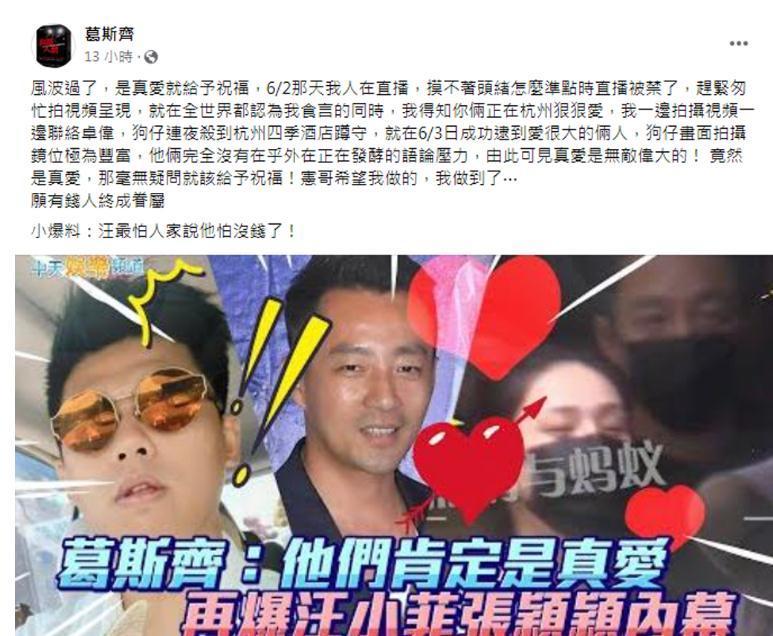 葛斯齊
13 小時
風波過了，是真愛就給予祝福，6/2那天我人在直播，摸不著頭緒怎麼準點時直播被禁了，趕緊匆
忙拍視頻呈現，就在全世界都認為我食言的同時，我得知你倆正在杭州狠狠愛，我一邊拍攝視頻一
邊聯絡卓偉，狗仔連夜殺到杭州四季酒店蹲守，就在6/3日成功逮到愛很大的倆人，狗仔畫面拍攝
鏡位極為豐富，他倆完全沒有在乎外在正在發酵的語論壓力，由此可見真愛是無敵偉大的！ 竟然
是真愛，那毫無疑問就該給予祝福！憲哥希望我做的，我做到了…
願有錢人終成眷屬
小爆料：汪最怕人家說他怕沒錢了！
中天娛樂頻道
与蚂蚁
葛斯齊：他們肯定是真愛
再爆汪小菲張穎穎內幕